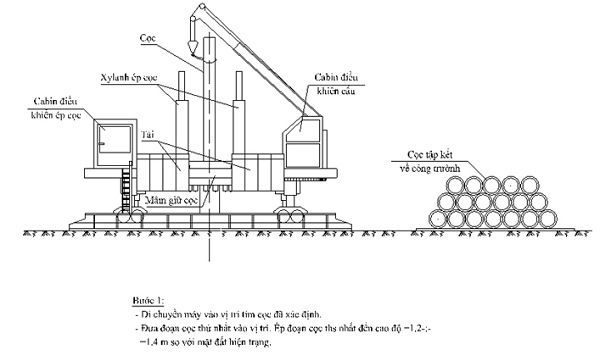 Cọc
Xylanh ép cọc
Cabin điều
khiên ép cọc
Cabin điều
khiên cẩu
Tải
Mâm giữ cọc
Cọc tập kết
về công trường
Bước 1:
- Di chuyển máy vào vị trí tim cọc đã xác định.
- Đưa đoạn cọc thứ nhất vào vị trí. Ép đoạn cọc ths nhất đến cao độ =1,2-:-
=1,4 m so với mặt đất hiện trạng.